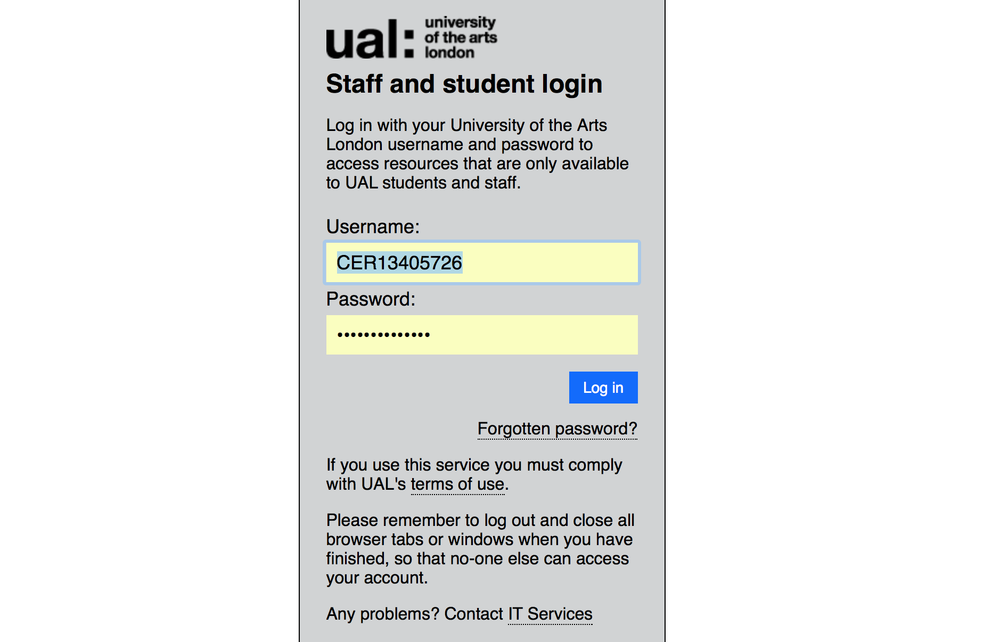 ual:
university
of the arts
london
Staff and student login
Log in with your University of the Arts
London username and password to
access resources that are only available
to UAL students and staff.
Username:
CER13405726
Password:
••••••••••••••
Log in
Forgotten password?
If you use this service you must comply
with UAL's terms of use.
Please remember to log out and close all
browser tabs or windows when you have
finished, so that no-one else can access
your account.
Any problems? Contact IT Services